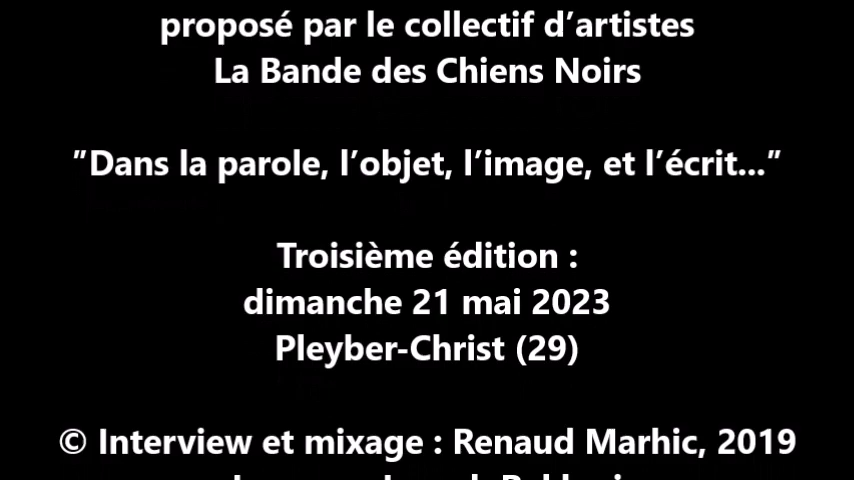 proposé par le collectif d’artistes
La Bande des Chiens Noirs
”Dans la parole, l’objet, l’image, et l’écrit...”
Troisième édition :
dimanche 21 mai 2023
Pleyber-Christ (29)
© Interview et mixage : Renaud Marhic, 2019